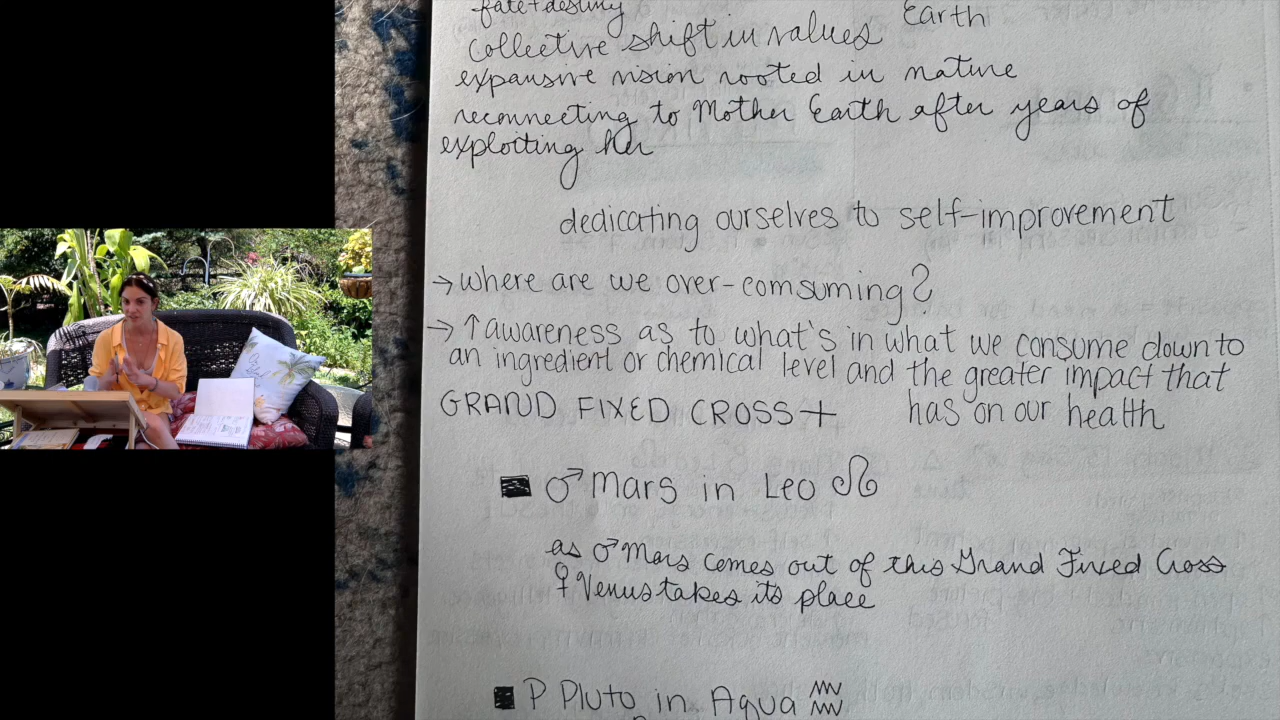 fate+destiny
Earth
collective shift in values
expansive vision rooted in nature
reconnecting to Mother Earth after years of
exploiting her
dedicating ourselves to self-improvement
→ where are we over-comsuming?
→ ↑ awareness as to what's in what we consume down to
an ingredient or chemical level and the greater impact that
has on our health
GRAND FIXED CROSS +
■ ♂ Mars in Leo ♌
as ♂ Mars comes out of this Grand Fixed Cross
♀ Venus takes its place
■ P Pluto in Aqua ♒